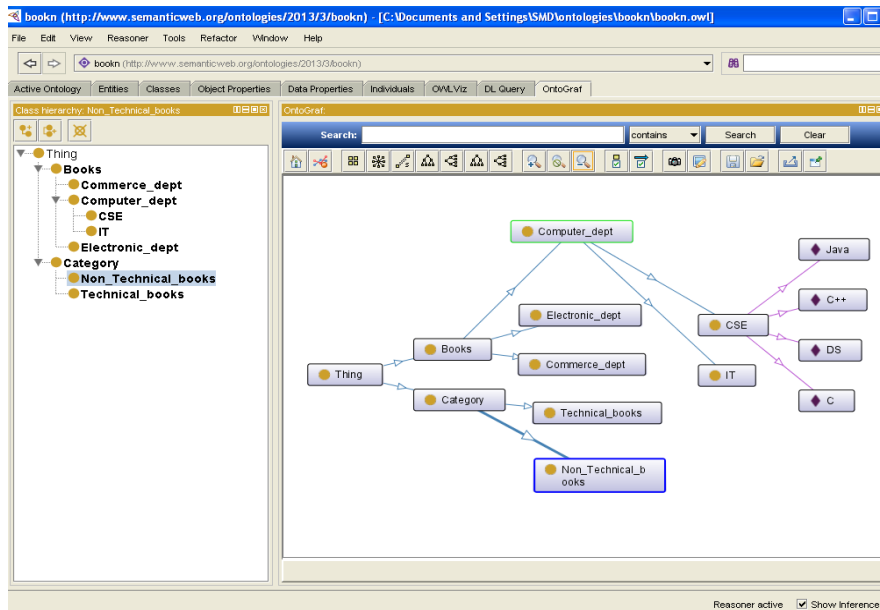 bookn (http://www.semanticweb.org/ontologies/2013/3/bookn) - [C:\Documents and Settings\SMD\ontologies\bookn\bookn.owl]
File Edit View Reasoner Tools Refactor Window Help
bookn (http://www.semanticweb.org/ontologies/2013/3/bookn)
Active Ontology Entities Classes Object Properties Data Properties Individuals OWLViz DL Query OntoGraf
Class hierarchy: Non_Technical_books
OntoGraf:
Search: contains Search Clear
Thing
Books
Commerce_dept
Computer_dept
CSE
IT
Electronic_dept
Category
Non_Technical_books
Technical_books
Computer_dept
Java
C++
Electronic_dept
CSE
Books
DS
Commerce_dept
Thing
IT
Category
C
Technical_books
Non_Technical_b
ooks
Reasoner active Show Inference